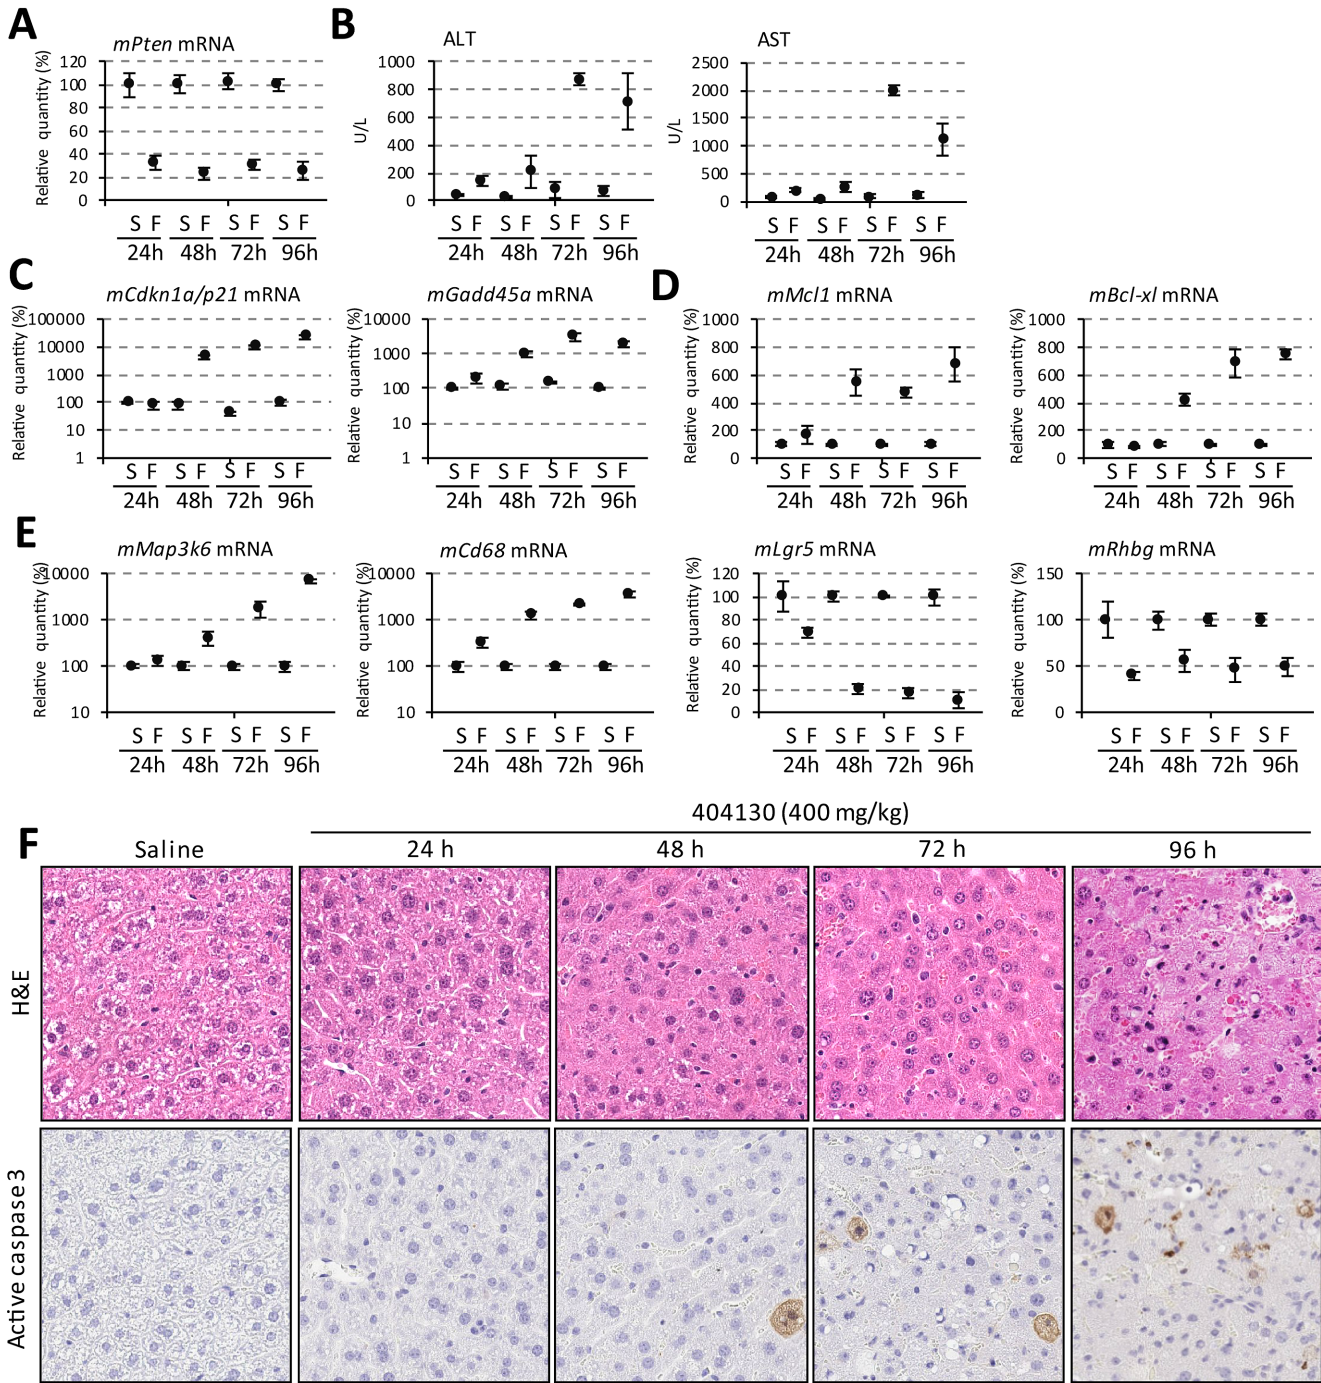 A
mPten mRNA
Relative quantity (%)
120
100
80
60
40
20
0
S F S F S F S F
24h 48h 72h 96h
B
ALT
U/L
1000
800
600
400
200
0
S F S F S F S F
24h 48h 72h 96h
AST
U/L
2500
2000
1500
1000
500
0
S F S F S F S F
24h 48h 72h 96h
C
mCdkn1a/p21 mRNA
Relative quantity (%)
100000
10000
1000
100
10
1
S F S F S F S F
24h 48h 72h 96h
mGadd45a mRNA
Relative quantity (%)
10000
1000
100
10
1
S F S F S F S F
24h 48h 72h 96h
D
mMcl1 mRNA
Relative quantity (%)
1000
800
600
400
200
0
S F S F S F S F
24h 48h 72h 96h
mBcl-xl mRNA
Relative quantity (%)
1000
800
600
400
200
0
S F S F S F S F
24h 48h 72h 96h
E
mMap3k6 mRNA
Relative quantity (%)
10000
1000
100
10
S F S F S F S F
24h 48h 72h 96h
mCd68 mRNA
Relative quantity (%)
10000
1000
100
10
S F S F S F S F
24h 48h 72h 96h
mLgr5 mRNA
Relative quantity (%)
120
100
80
60
40
20
0
S F S F S F S F
24h 48h 72h 96h
mRhbg mRNA
Relative quantity (%)
150
100
50
0
S F S F S F S F
24h 48h 72h 96h
F
404130 (400 mg/kg)
Saline 24 h 48 h 72 h 96 h
H&E
Active caspase 3